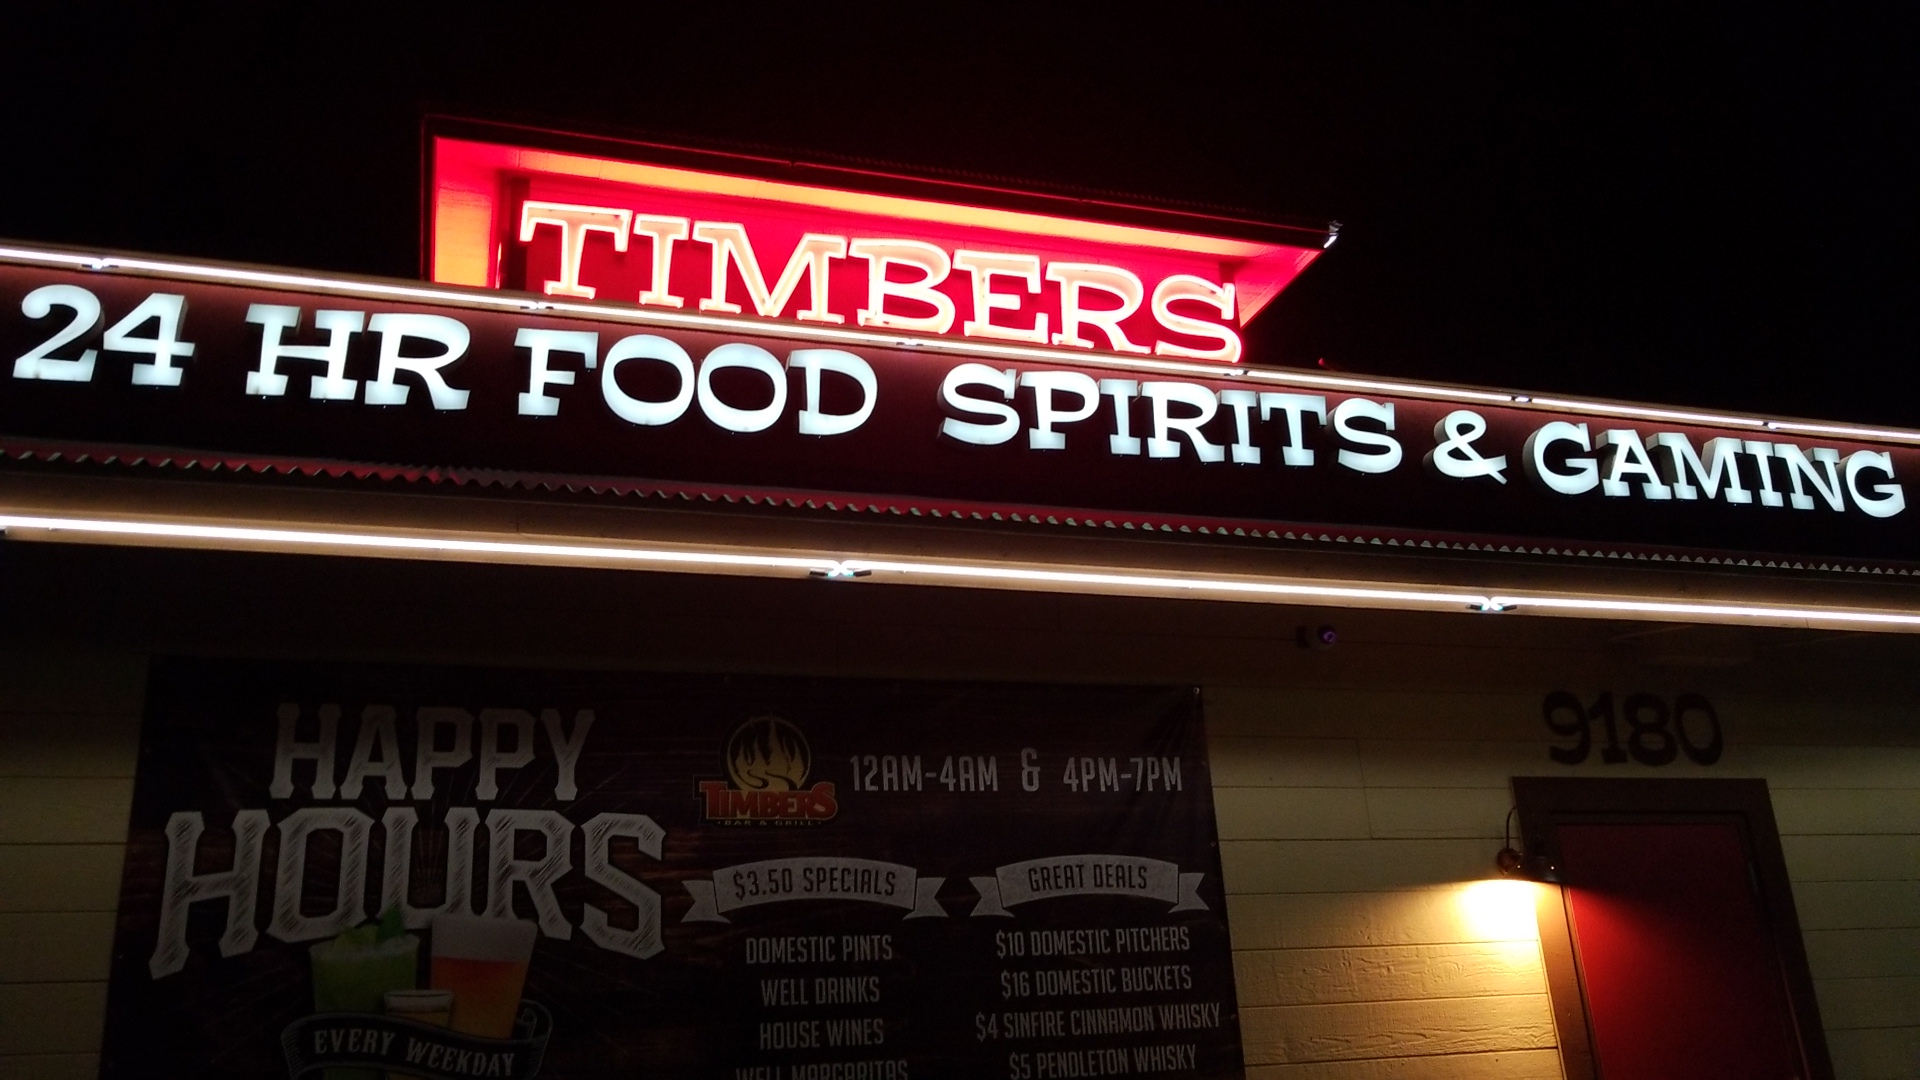 TIMBERS
24 HR FOOD SPIRITS & GAMING
9180
HAPPY
HOURS
EVERY WEEKDAY
TIMBERS
BAR & GRILL
12AM-4AM & 4PM-7PM
$3.50 SPECIALS
DOMESTIC PINTS
WELL DRINKS
HOUSE WINES
WELL MARGARITAS
GREAT DEALS
$10 DOMESTIC PITCHERS
$16 DOMESTIC BUCKETS
$4 SINFIRE CINNAMON WHISKY
$5 PENDLETON WHISKY